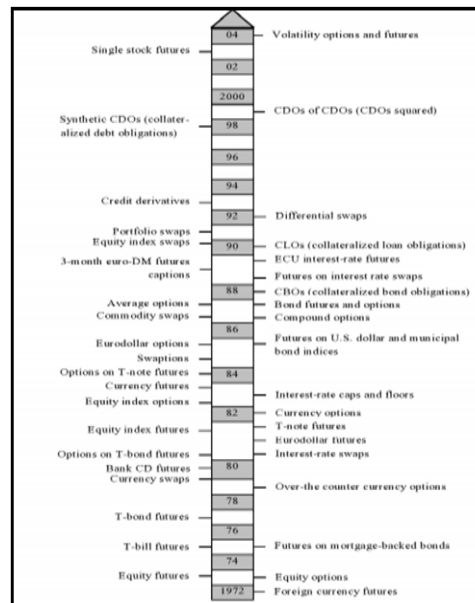 04 Volatility options and futures
Single stock futures
02
2000
CDOs of CDOs (CDOs squared)
Synthetic CDOs (collater-
alized debt obligations)
98
96
94
Credit derivatives
92 Differential swaps
Portfolio swaps
Equity index swaps
90 CLOs (collateralized loan obligations)
ECU interest-rate futures
3-month euro-DM futures
captions
Futures on interest rate swaps
88 CBOs (collateralized bond obligations)
Average options
Bond futures and options
Commodity swaps
Compound options
86
Eurodollar options
Futures on U.S. dollar and municipal
bond indices
Swaptions
Options on T-note futures
84
Currency futures
Interest-rate caps and floors
Equity index options
82 Currency options
T-note futures
Equity index futures
Eurodollar futures
Options on T-bond futures
Interest-rate swaps
Bank CD futures
80
Currency swaps
Over-the counter currency options
78
T-bond futures
76
T-bill futures
Futures on mortgage-backed bonds
74
Equity futures
Equity options
1972 Foreign currency futures